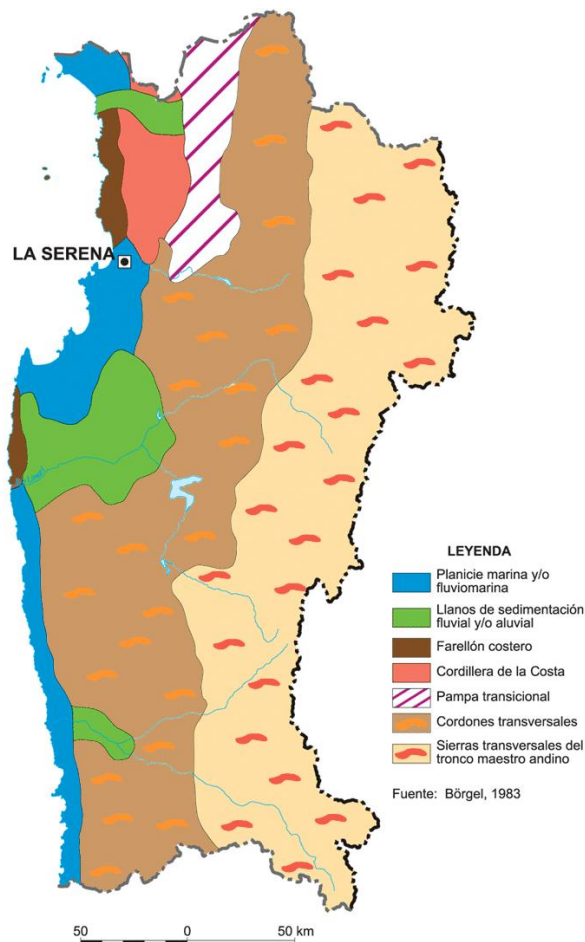 LA SERENA
LEYENDA
Planicie marina y/o
fluviomarina
Llanos de sedimentación
fluvial y/o aluvial
Farellón costero
Cordillera de la Costa
Pampa transicional
Cordones transversales
Sierras transversales del
tronco maestro andino
Fuente: Börgel, 1983
50 0 50 km